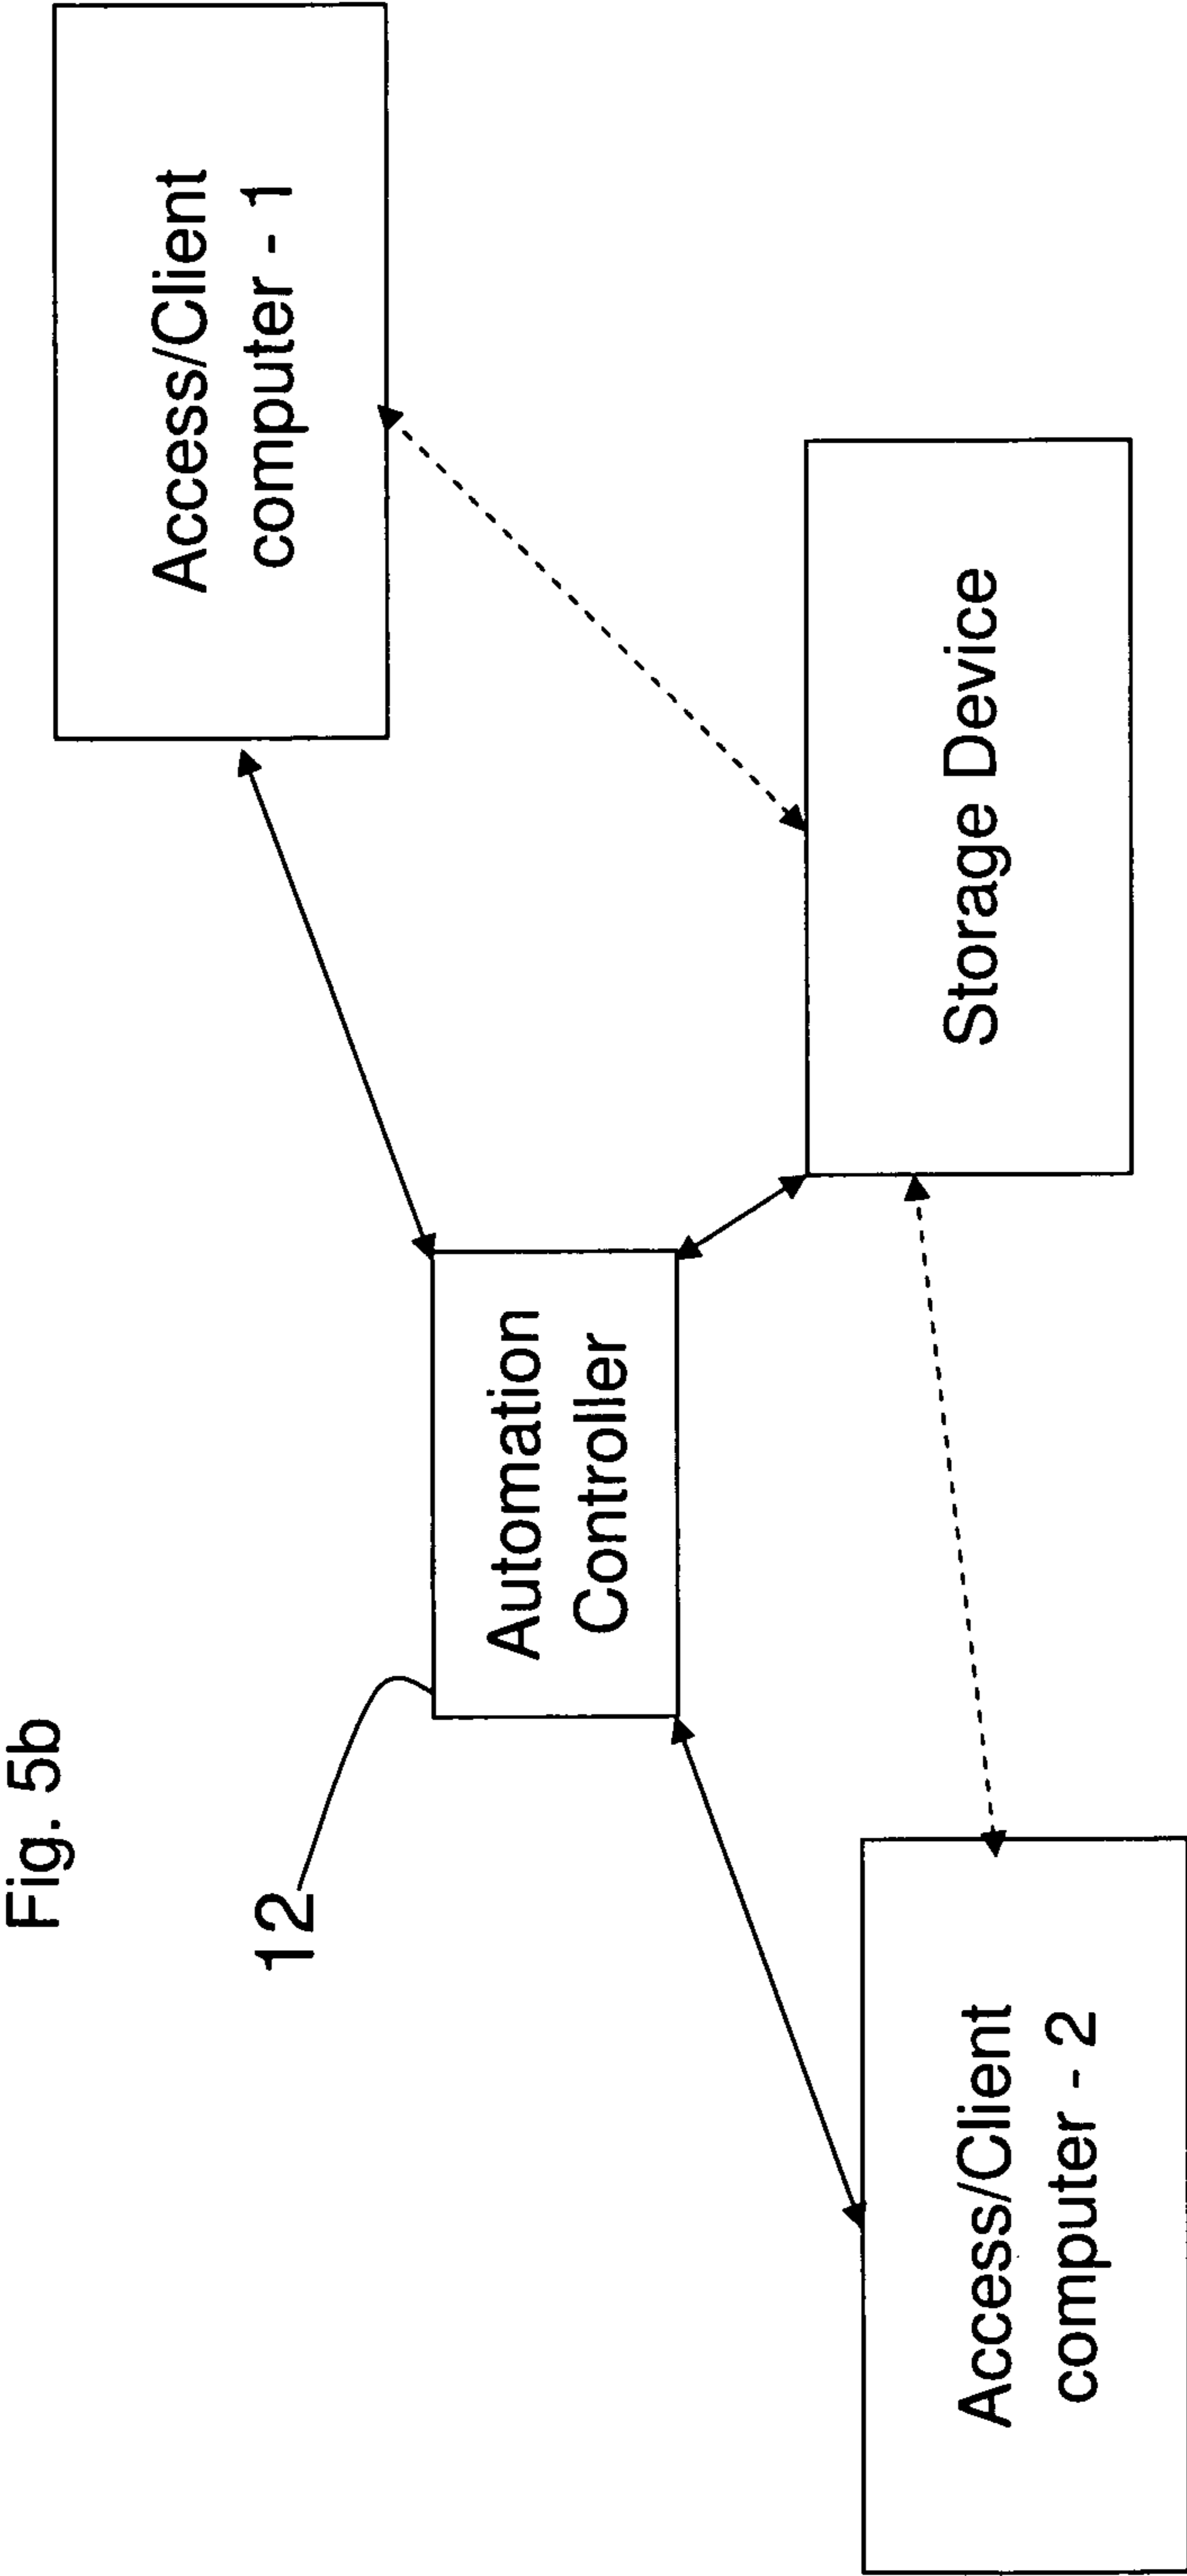 Fig. 5b
12
Access/Client
computer - 1
Automation
Controller
Storage Device
Access/Client
computer - 2